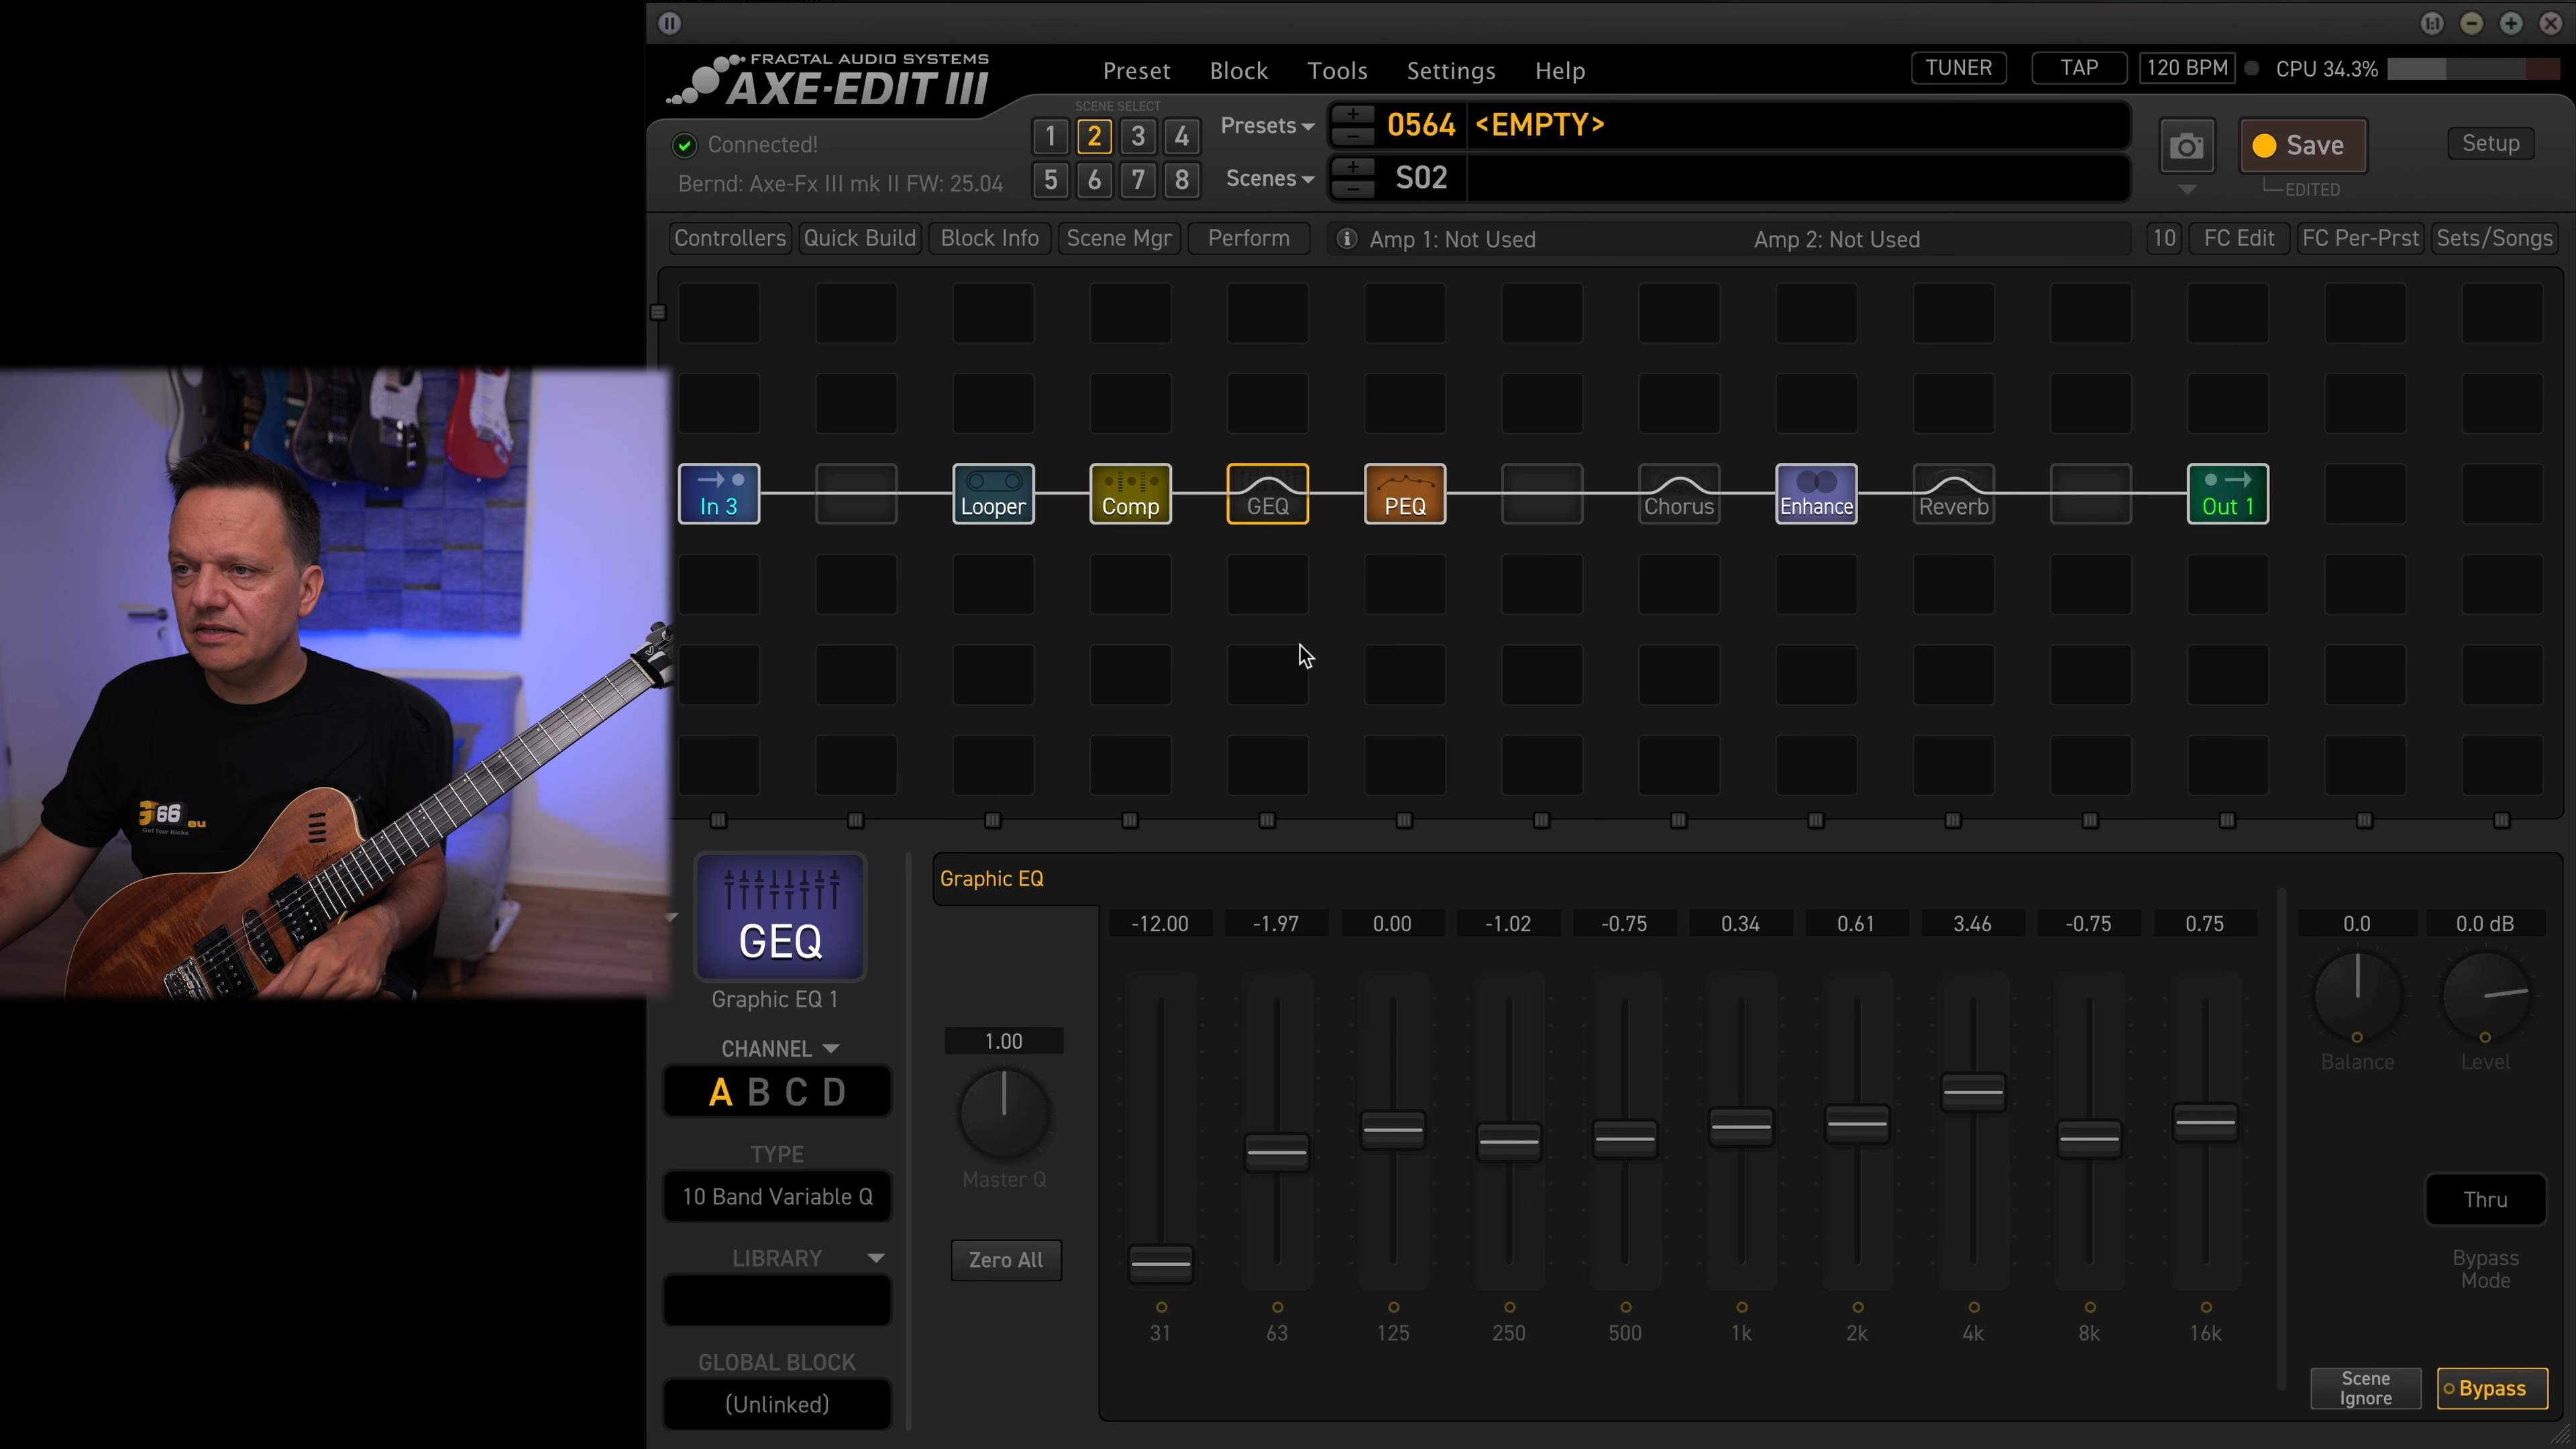 FRACTAL AUDIO SYSTEMS
AXE-EDIT III
Preset Block Tools Settings Help
TUNER TAP 120 BPM CPU 34.3%
Connected!
Bernd: Axe-Fx III mk II FW: 25.04
SCENE SELECT
1 2 3 4
5 6 7 8
Presets 0564 <EMPTY>
Scenes S02
Save
EDITED
Setup
Controllers Quick Build Block Info Scene Mgr Perform
Amp 1: Not Used Amp 2: Not Used
10 FC Edit FC Per-Prst Sets/Songs
In 3 Looper Comp GEQ PEQ Chorus Enhance Reverb Out 1
66.eu
Get Your Kicks
GEQ
Graphic EQ 1
CHANNEL
A B C D
TYPE
10 Band Variable Q
LIBRARY
GLOBAL BLOCK
(Unlinked)
Graphic EQ
-12.00 -1.97 0.00 -1.02 -0.75 0.34 0.61 3.46 -0.75 0.75
0.0 0.0 dB
1.00
Master Q
Zero All
Balance Level
31 63 125 250 500 1k 2k 4k 8k 16k
Thru
Bypass
Mode
Scene
Ignore
Bypass